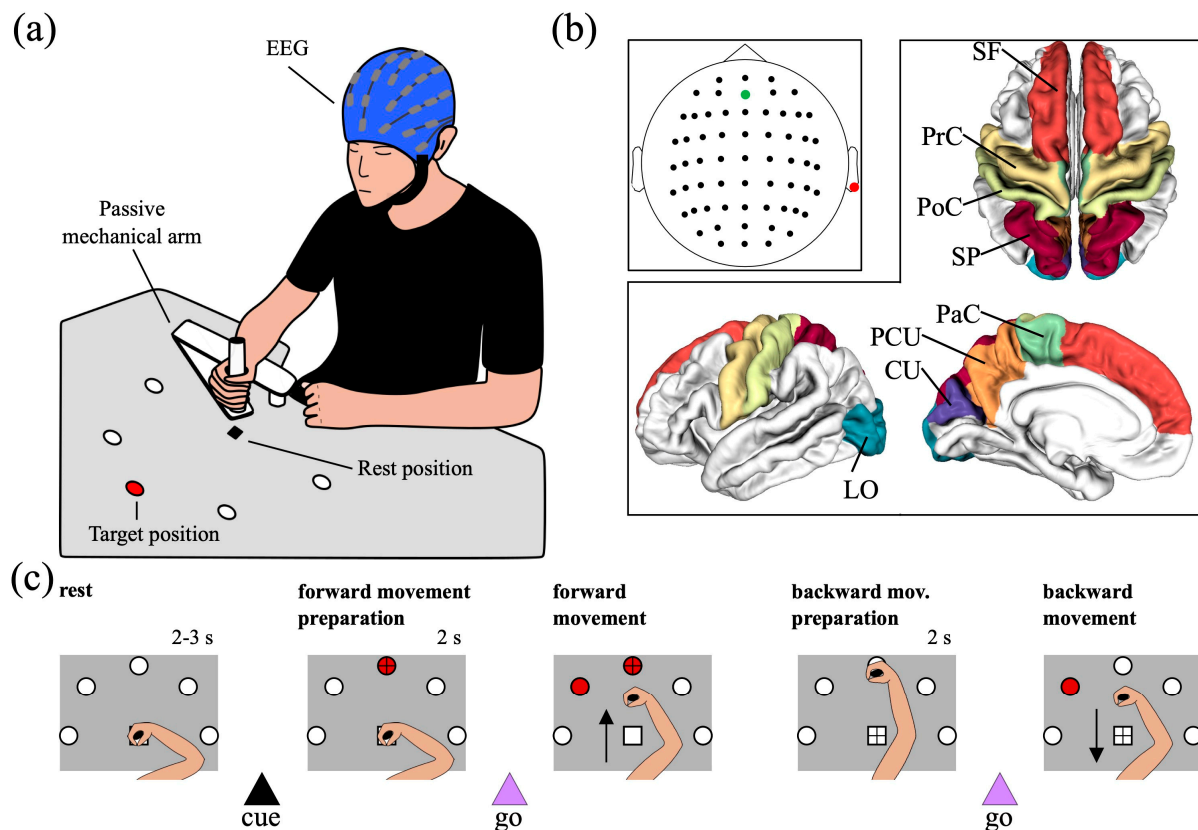 (a)
EEG
Passive
mechanical arm
Rest position
Target position
(b)
SF
PrC
PoC
SP
PaC
PCU
CU
LO
(c)
rest
2-3 s
forward movement
preparation
2 s
forward
movement
backward mov.
preparation
2 s
backward
movement
cue
go
go